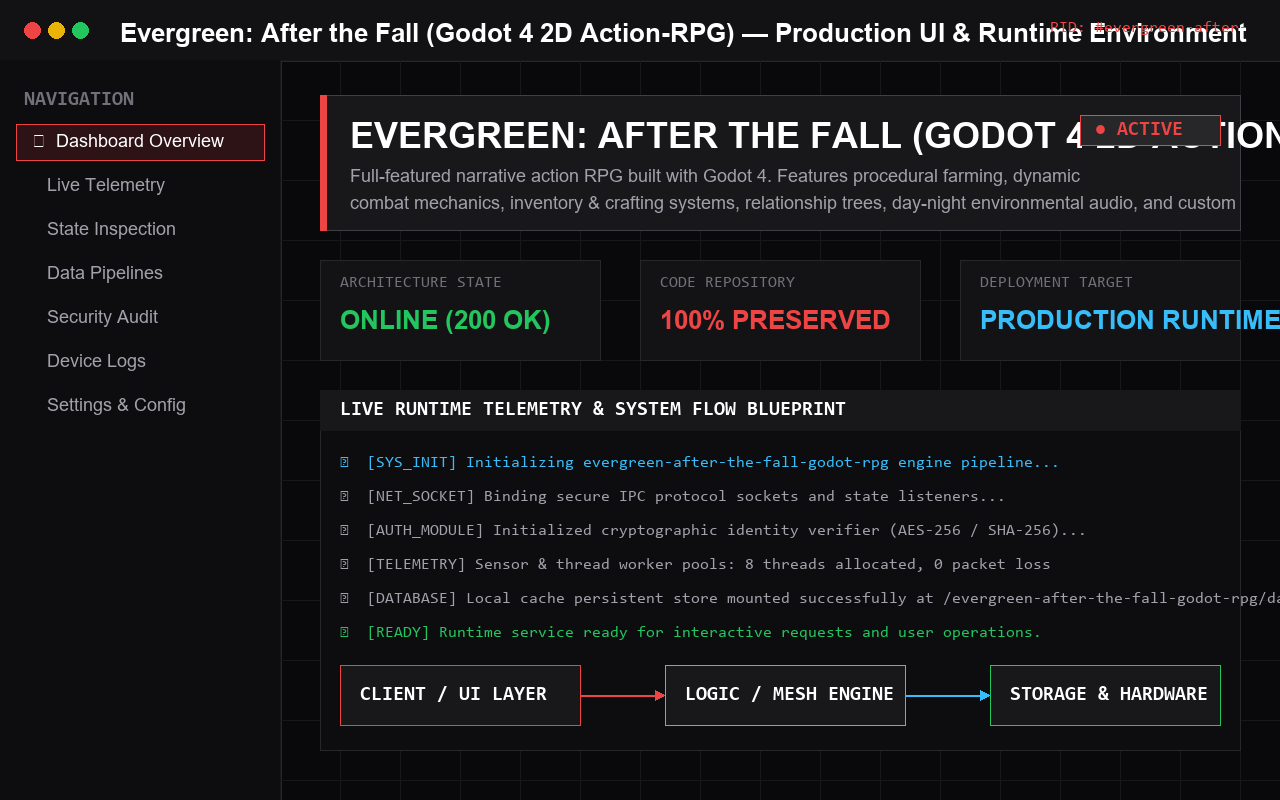 Evergreen: After the Fall (Godot 4 2D Action-RPG) — Production UI & Runtime Environment
RID: #evergreen-after
NAVIGATION
Dashboard Overview
Live Telemetry
State Inspection
Data Pipelines
Security Audit
Device Logs
Settings & Config
EVERGREEN: AFTER THE FALL (GODOT 4 2D ACTION
● ACTIVE
Full-featured narrative action RPG built with Godot 4. Features procedural farming, dynamic
combat mechanics, inventory & crafting systems, relationship trees, day-night environmental audio, and custom
ARCHITECTURE STATE
ONLINE (200 OK)
CODE REPOSITORY
100% PRESERVED
DEPLOYMENT TARGET
PRODUCTION RUNTIME
LIVE RUNTIME TELEMETRY & SYSTEM FLOW BLUEPRINT
[SYS_INIT] Initializing evergreen-after-the-fall-godot-rpg engine pipeline...
[NET_SOCKET] Binding secure IPC protocol sockets and state listeners...
[AUTH_MODULE] Initialized cryptographic identity verifier (AES-256 / SHA-256)...
[TELEMETRY] Sensor & thread worker pools: 8 threads allocated, 0 packet loss
[DATABASE] Local cache persistent store mounted successfully at /evergreen-after-the-fall-godot-rpg/da
[READY] Runtime service ready for interactive requests and user operations.
CLIENT / UI LAYER
LOGIC / MESH ENGINE
STORAGE & HARDWARE